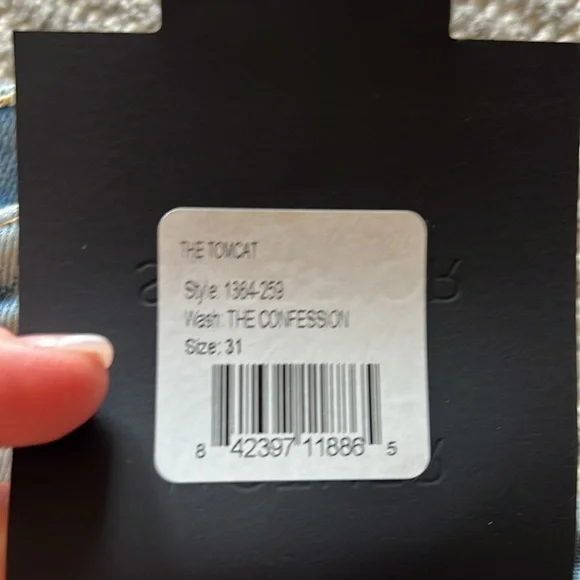 THE TOMCAT
Style: 1364-259
Wash: THE CONFESSION
Size: 31
8 42397 11886 5